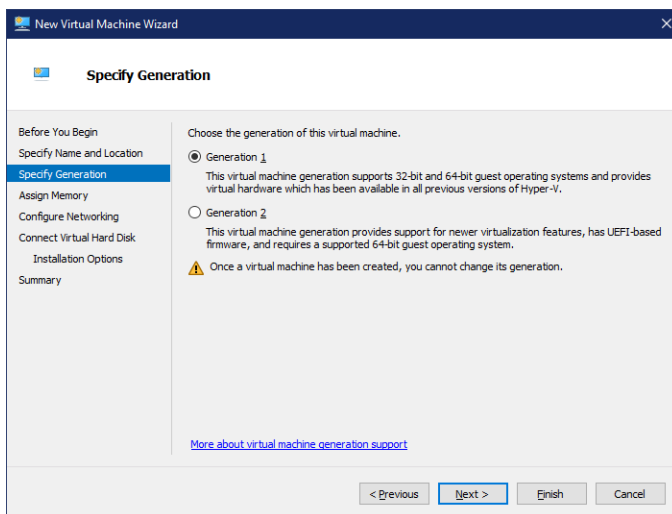 New Virtual Machine Wizard
Specify Generation
Before You Begin
Specify Name and Location
Specify Generation
Assign Memory
Configure Networking
Connect Virtual Hard Disk
Installation Options
Summary
Choose the generation of this virtual machine.
Generation 1
This virtual machine generation supports 32-bit and 64-bit guest operating systems and provides
virtual hardware which has been available in all previous versions of Hyper-V.
Generation 2
This virtual machine generation provides support for newer virtualization features, has UEFI-based
firmware, and requires a supported 64-bit guest operating system.
Once a virtual machine has been created, you cannot change its generation.
More about virtual machine generation support
< Previous
Next >
Finish
Cancel